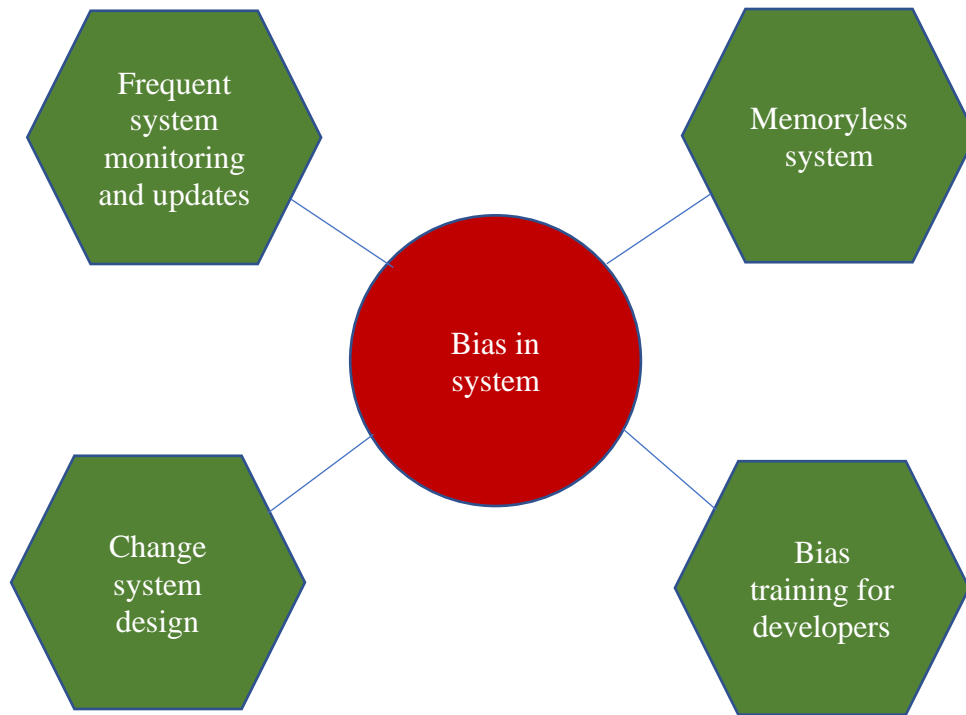 Frequent
system
monitoring
and updates
Memoryless
system
Bias in
system
Change
system
design
Bias
training for
developers